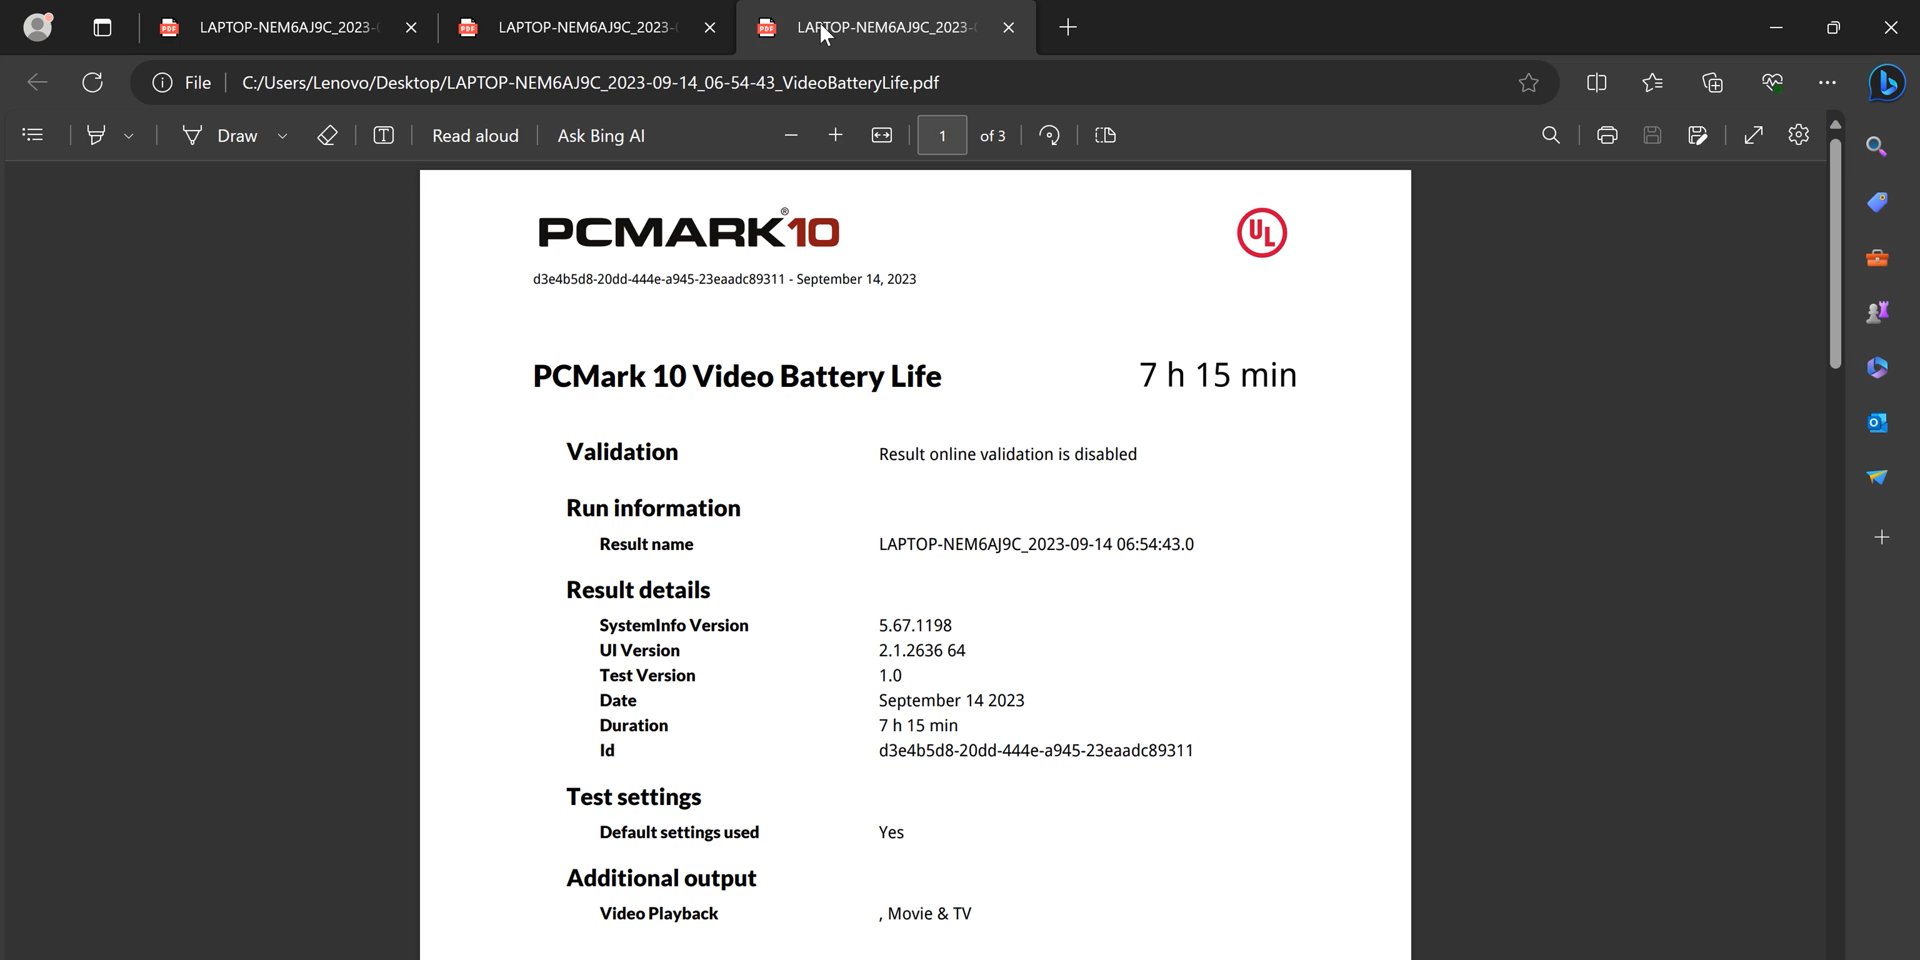 LAPTOP-NEM6AJ9C_2023- LAPTOP-NEM6AJ9C_2023- LAPTOP-NEM6AJ9C_2023-
File C:/Users/Lenovo/Desktop/LAPTOP-NEM6AJ9C_2023-09-14_06-54-43_VideoBatteryLife.pdf
Draw Read aloud Ask Bing AI 1 of 3
PCMARK®10 UL
d3e4b5d8-20dd-444e-a945-23eaadc89311 - September 14, 2023
PCMark 10 Video Battery Life 7 h 15 min
Validation Result online validation is disabled
Run information
Result name LAPTOP-NEM6AJ9C_2023-09-14 06:54:43.0
Result details
SystemInfo Version 5.67.1198
UI Version 2.1.2636 64
Test Version 1.0
Date September 14 2023
Duration 7 h 15 min
Id d3e4b5d8-20dd-444e-a945-23eaadc89311
Test settings
Default settings used Yes
Additional output
Video Playback , Movie & TV